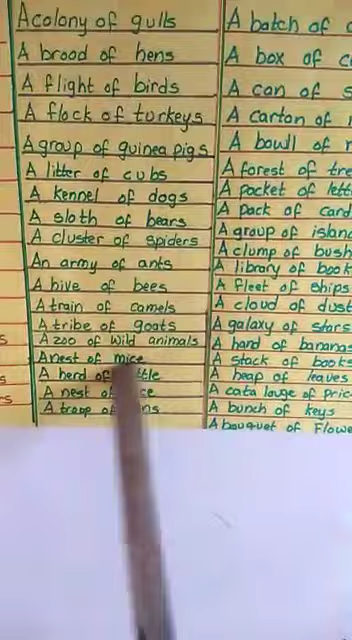 A colony of gulls
A brood of hens
A flight of birds
A flock of turkeys
A group of guinea pigs
A litter of cubs
A kennel of dogs
A sloth of bears
A cluster of spiders
An army of ants
A hive of bees
A train of camels
A tribe of goats
A zoo of wild animals
A nest of mice
A herd of
A nest of
A troop of
A batch of
A box of
A can of
A carton of
A bowll of
A forest of
A pocket of
A pack of
A group of
A clump of
A library of
A fleet of ships
A cloud of dust
A galaxy of stars
A hand of bananas
A stack of books
A heap of leaves
A cata louge of
A bunch of keys
A bouquet of